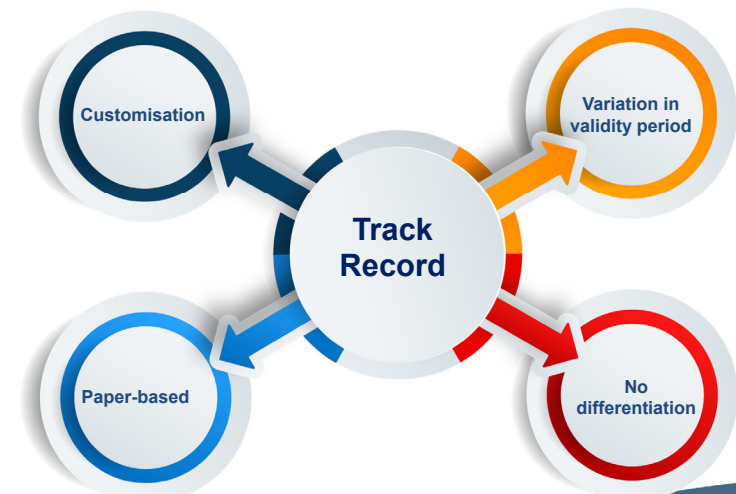 Customisation
Variation in
validity period
Track
Record
Paper-based
No
differentiation